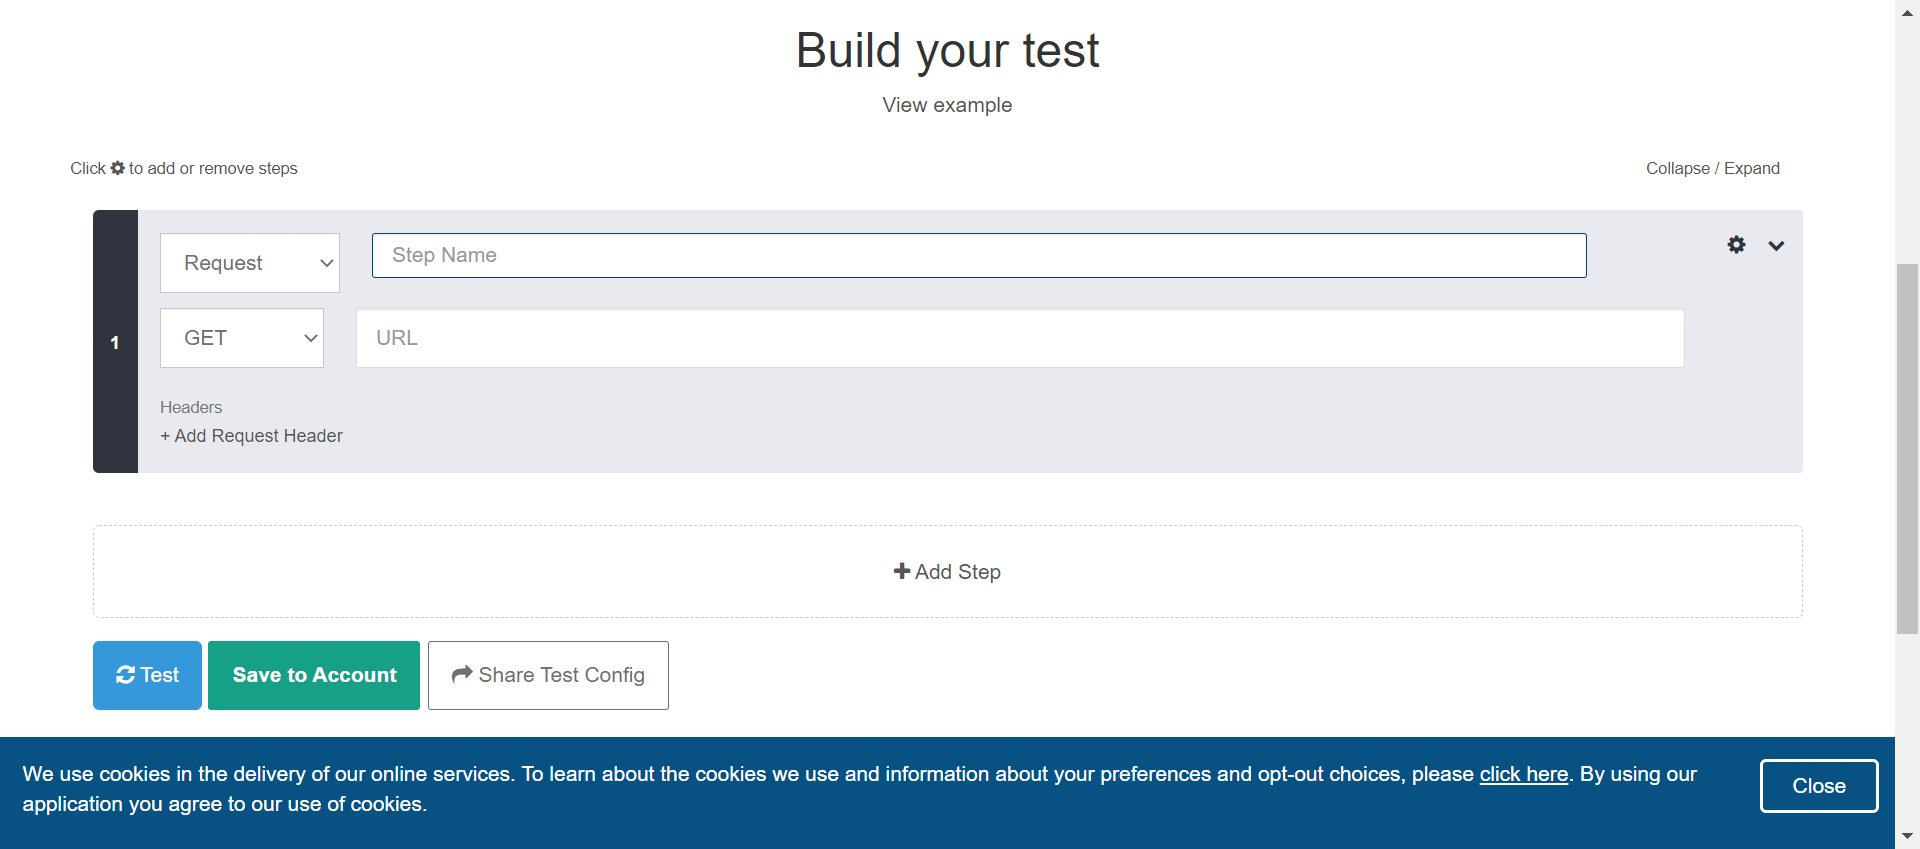 Build your test
View example
Click to add or remove steps
Collapse / Expand
Request
Step Name
1
GET
URL
Headers
+ Add Request Header
Add Step
Test
Save to Account
Share Test Config
We use cookies in the delivery of our online services. To learn about the cookies we use and information about your preferences and opt-out choices, please click here. By using our
application you agree to our use of cookies.
Close